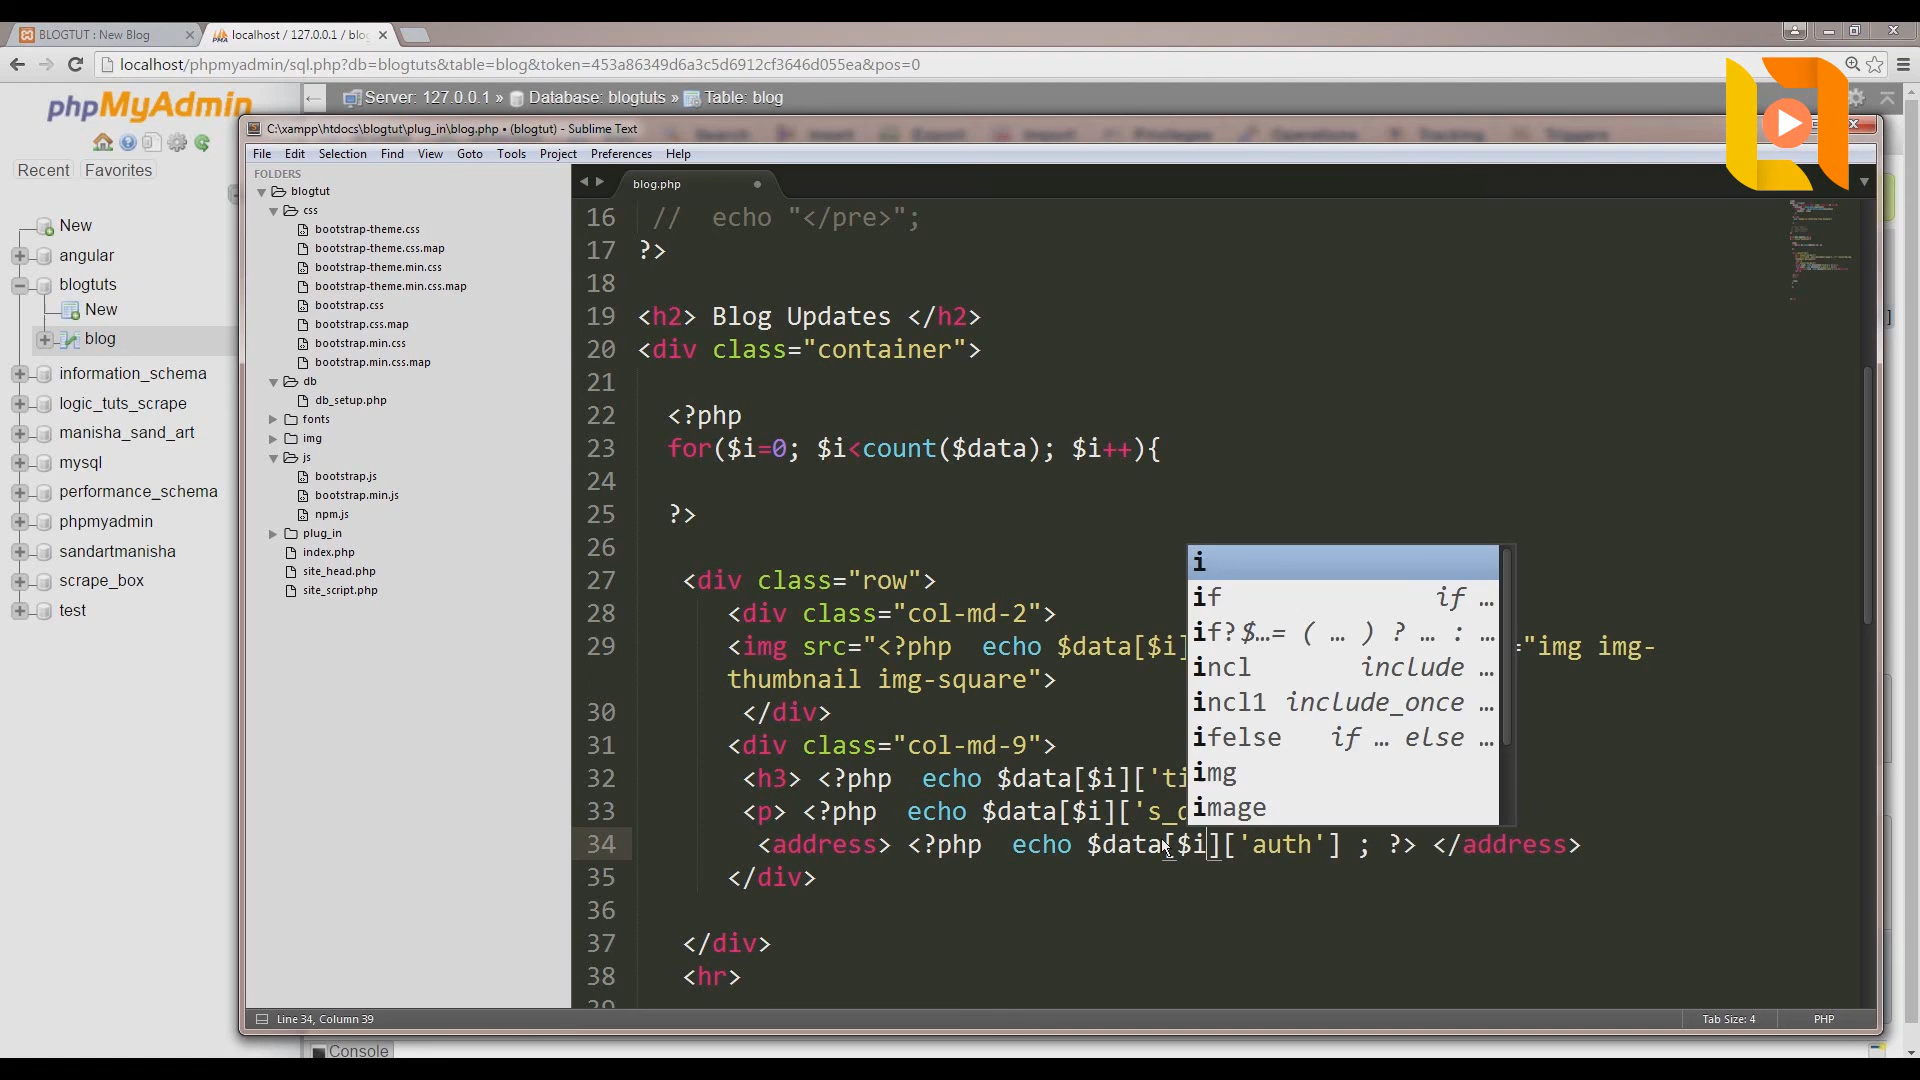 BLOGTUT : New Blog
localhost / 127.0.0.1 / blog
localhost/phpmyadmin/sql.php?db=blogtuts&table=blog&token=453a86349d6a3c5d6912cf3646d055ea&pos=0
phpMyAdmin
Server: 127.0.0.1 » Database: blogtuts » Table: blog
Search Insert Export Import Privileges Operations Tracking Triggers
C:\xampp\htdocs\blogtut\plug_in\blog.php • (blogtut) - Sublime Text
File Edit Selection Find View Goto Tools Project Preferences Help
Recent Favorites
New
angular
blogtuts
New
blog
information_schema
logic_tuts_scrape
manisha_sand_art
mysql
performance_schema
phpmyadmin
sandartmanisha
scrape_box
test
FOLDERS
blogtut
css
bootstrap-theme.css
bootstrap-theme.css.map
bootstrap-theme.min.css
bootstrap-theme.min.css.map
bootstrap.css
bootstrap.css.map
bootstrap.min.css
bootstrap.min.css.map
db
db_setup.php
fonts
img
js
bootstrap.js
bootstrap.min.js
npm.js
plug_in
index.php
site_head.php
site_script.php
blog.php
16 // echo "</pre>";
17 ?>
18
19 <h2> Blog Updates </h2>
20 <div class="container">
21
22 <?php
23 for($i=0; $i<count($data); $i++){
24
25 ?>
26
27 <div class="row">
28 <div class="col-md-2">
29 <img src="<?php echo $data[$i] ="img img-
thumbnail img-square">
30 </div>
31 <div class="col-md-9">
32 <h3> <?php echo $data[$i]['ti
33 <p> <?php echo $data[$i]['s_
34 <address> <?php echo $data[$i]['auth'] ; ?> </address>
35 </div>
36
37 </div>
38 <hr>
i
if if …
if?$…= ( … ) ? … : …
incl include …
incl1 include_once …
ifelse if … else …
img
image
Line 34, Column 39
Tab Size: 4
PHP
Console